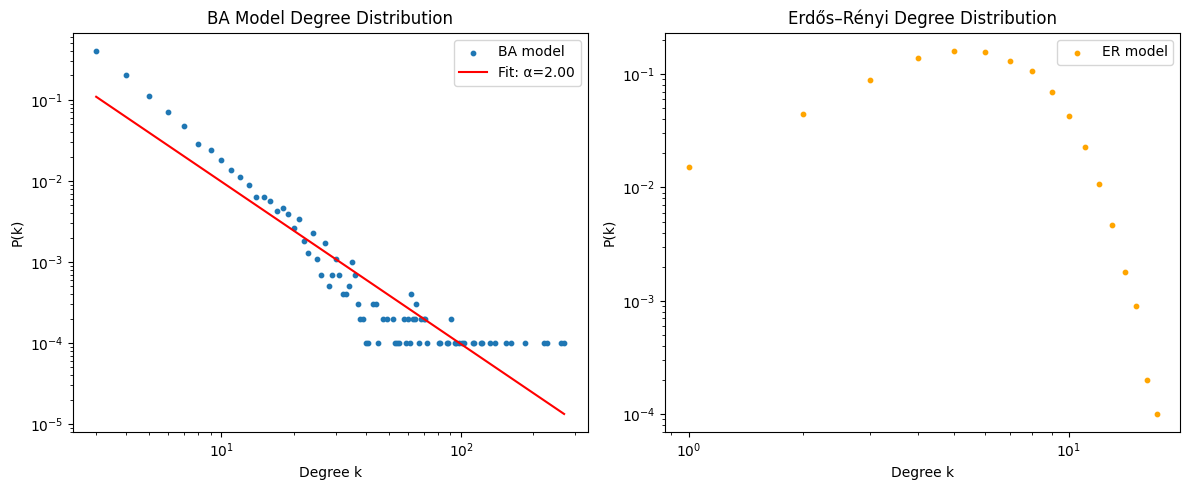 BA Model Degree Distribution
BA model
Fit: α=2.00
10⁻¹
10⁻²
10⁻³
10⁻⁴
10⁻⁵
P(k)
10¹
10²
Degree k
Erdős–Rényi Degree Distribution
ER model
10⁻¹
10⁻²
10⁻³
10⁻⁴
P(k)
10⁰
10¹
Degree k